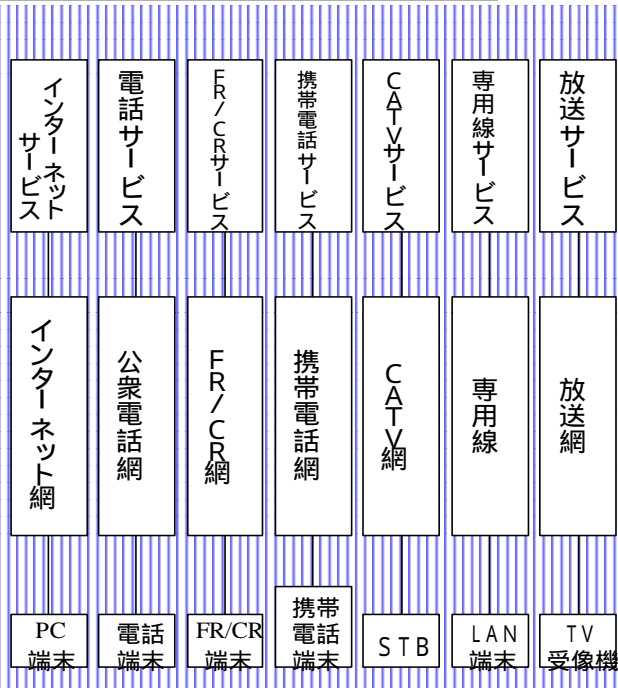 インターネット
サービス
電話サービス
FR/CRサービス
携帯電話サービス
CATVサービス
専用線サービス
放送サービス
インターネット網
公衆電話網
FR/CR網
携帯電話網
CATV網
専用線
放送網
PC
端末
電話
端末
FR/CR
端末
携帯
電話
端末
STB
LAN
端末
TV
受像機